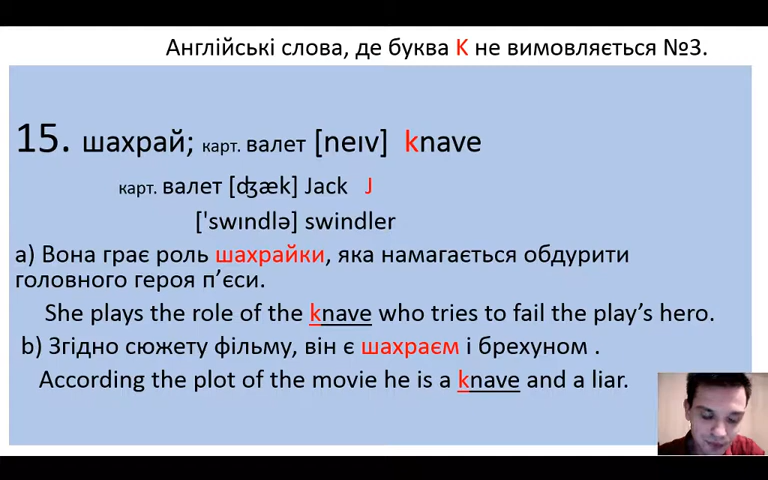 Англійські слова, де буква K не вимовляється №3.
15. шахрай; карт. валет [neɪv] knave
карт. валет [ʤæk] Jack J
['swɪndlə] swindler
a) Вона грає роль шахрайки, яка намагається обдурити
головного героя п’єси.
She plays the role of the knave who tries to fail the play’s hero.
b) Згідно сюжету фільму, він є шахраєм і брехуном .
According the plot of the movie he is a knave and a liar.